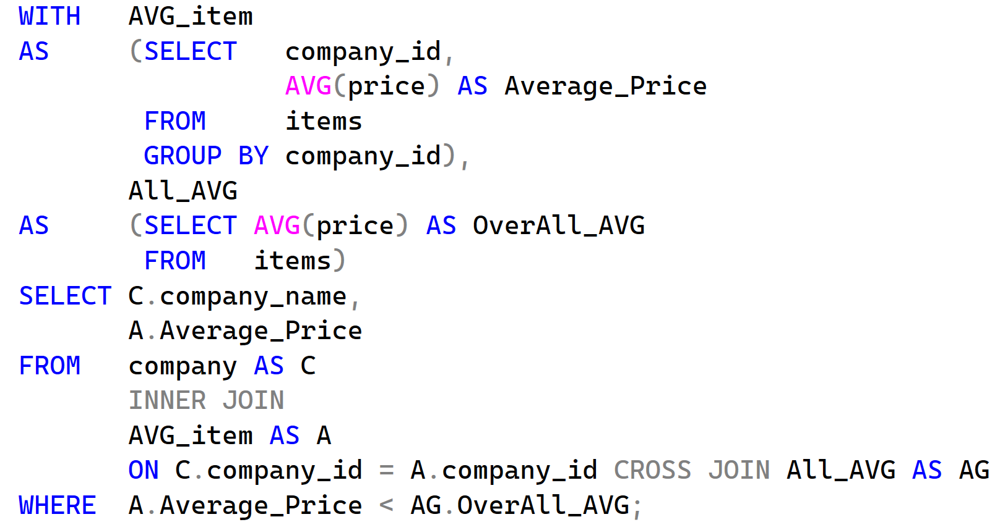 WITH   AVG_item
AS     (SELECT   company_id,
                 AVG(price) AS Average_Price
        FROM     items
        GROUP BY company_id),
       All_AVG
AS     (SELECT AVG(price) AS OverAll_AVG
        FROM   items)
SELECT C.company_name,
       A.Average_Price
FROM   company AS C
       INNER JOIN
       AVG_item AS A
       ON C.company_id = A.company_id CROSS JOIN All_AVG AS AG
WHERE  A.Average_Price < AG.OverAll_AVG;